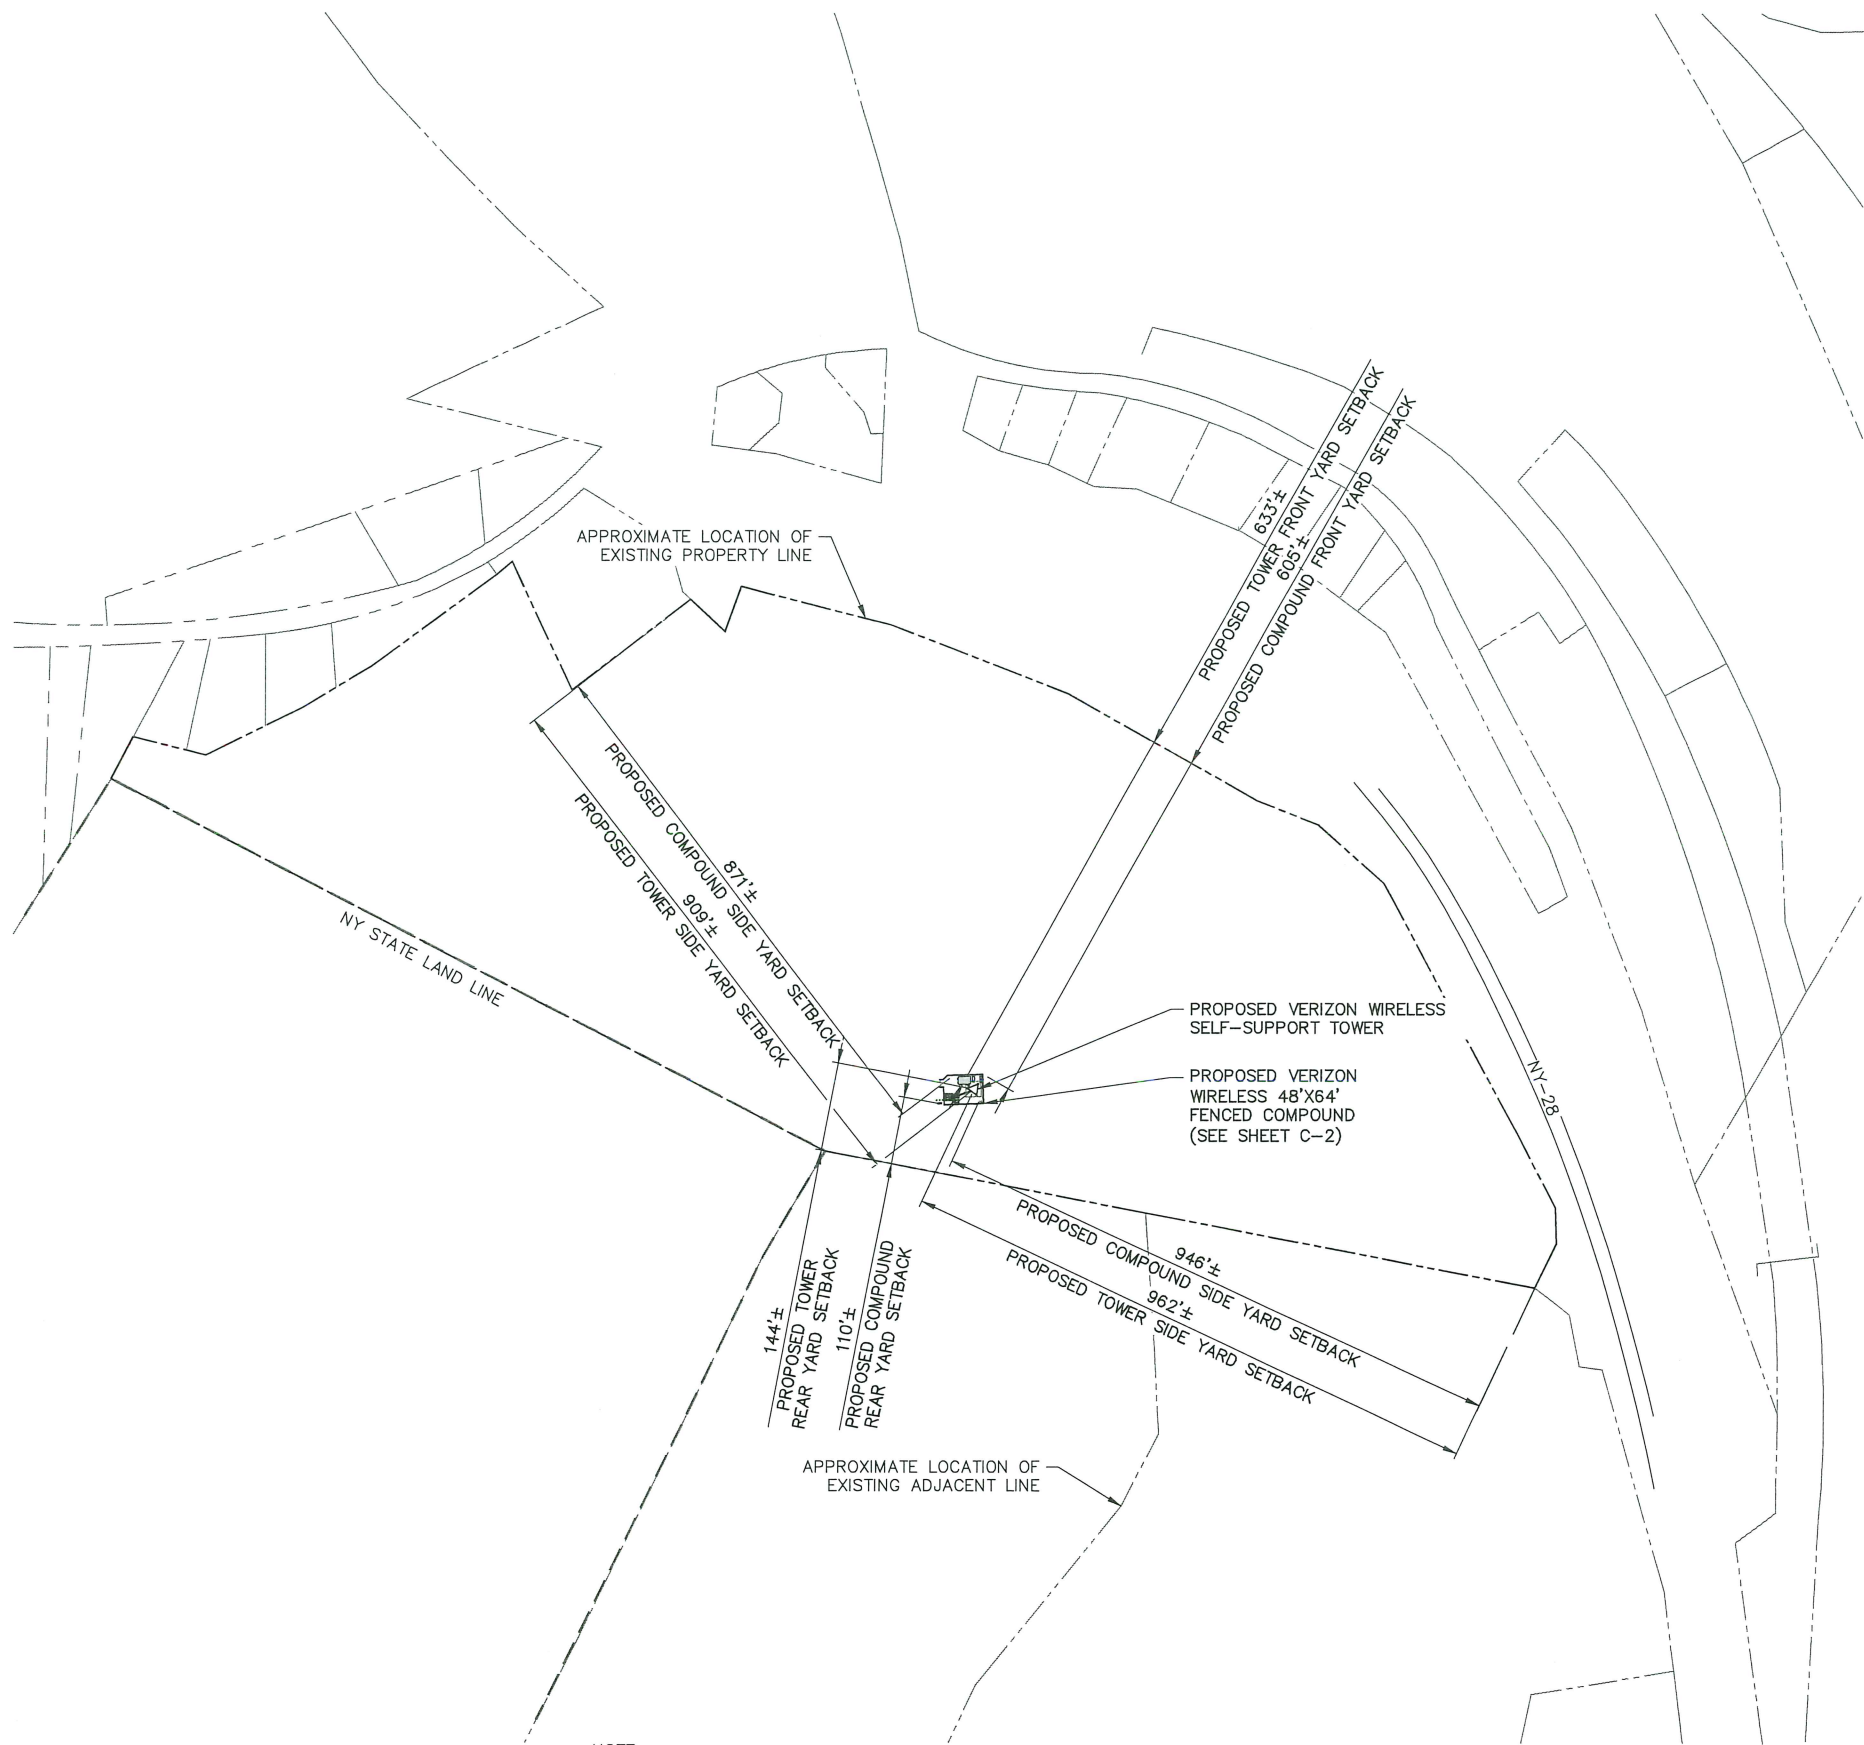 633'±
PROPOSED TOWER FRONT YARD SETBACK
605'±
PROPOSED COMPOUND FRONT YARD SETBACK
APPROXIMATE LOCATION OF
EXISTING PROPERTY LINE
871'±
PROPOSED COMPOUND SIDE YARD SETBACK
909'±
PROPOSED TOWER SIDE YARD SETBACK
NY STATE LAND LINE
PROPOSED VERIZON WIRELESS
SELF-SUPPORT TOWER
PROPOSED VERIZON
WIRELESS 48'X64'
FENCED COMPOUND
(SEE SHEET C-2)
NY-28
946'±
PROPOSED COMPOUND SIDE YARD SETBACK
962'±
PROPOSED TOWER SIDE YARD SETBACK
144'±
PROPOSED TOWER
REAR YARD SETBACK
110'±
PROPOSED COMPOUND
REAR YARD SETBACK
APPROXIMATE LOCATION OF
EXISTING ADJACENT LINE